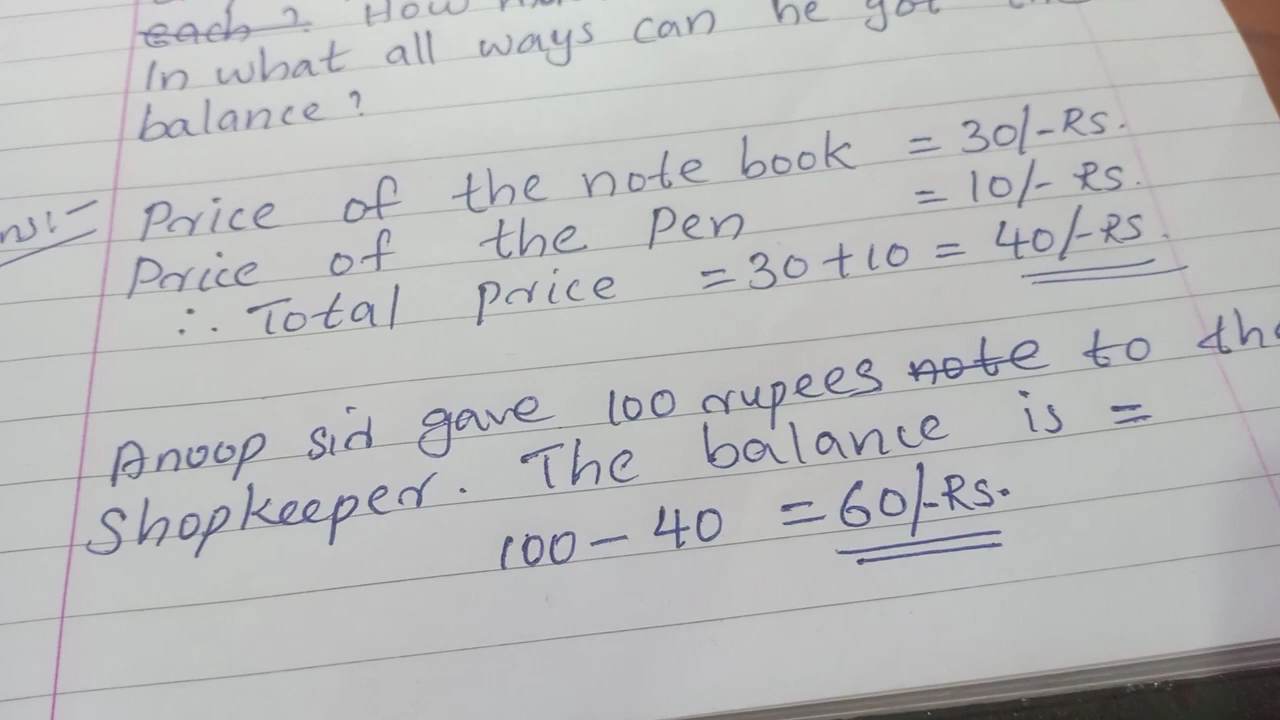 each? How
In what all ways can he got
balance?
Ans:- Price of the note book = 30/-Rs.
Price of the Pen = 10/- Rs.
∴ Total price = 30+10 = 40/-RS.
Anoop sir gave 100 rupees note to the
Shopkeeper. The balance is =
100 - 40 = 60/-Rs.